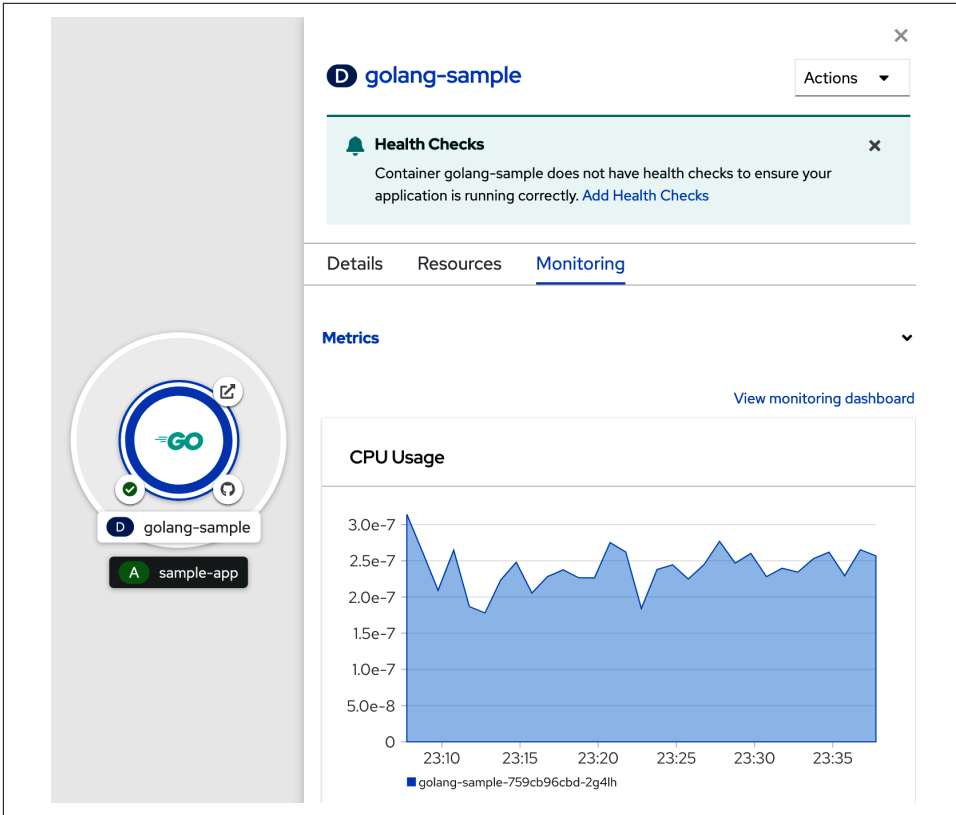 D golang-sample
Actions
Health Checks
Container golang-sample does not have health checks to ensure your
application is running correctly. Add Health Checks
Details Resources Monitoring
Metrics
View monitoring dashboard
CPU Usage
3.0e-7
2.5e-7
2.0e-7
1.5e-7
1.0e-7
5.0e-8
0
23:10 23:15 23:20 23:25 23:30 23:35
golang-sample-759cb96cbd-2g4lh
GO
D golang-sample
A sample-app